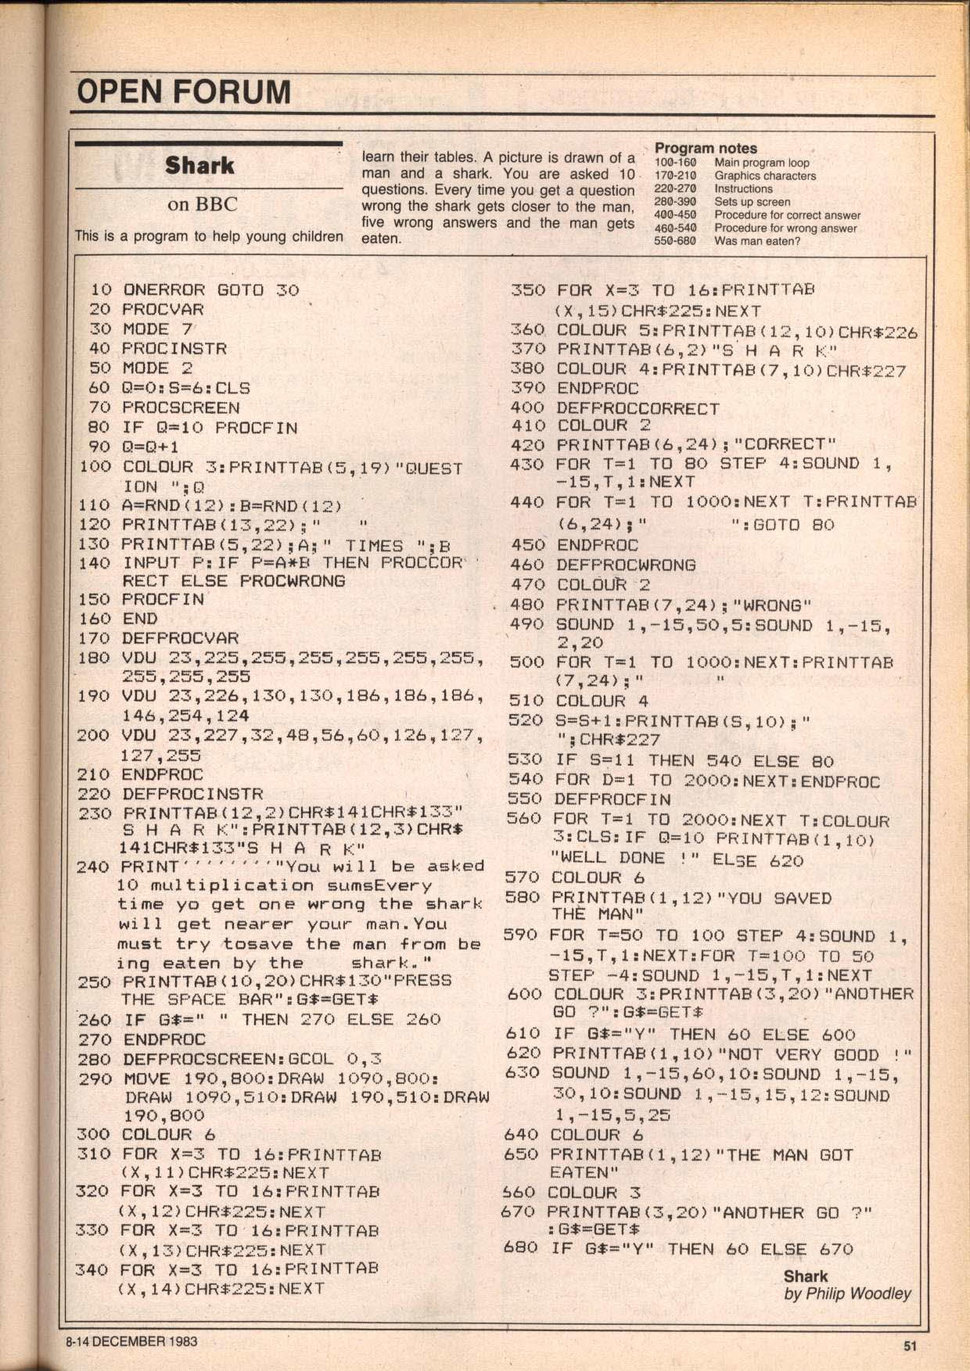 OPEN FORUM
Shark
on BBC
This is a program to help young children
learn their tables. A picture is drawn of a
man and a shark. You are asked 10
questions. Every time you get a question
wrong the shark gets closer to the man,
five wrong answers and the man gets
eaten.
Program notes
100-160 Main program loop
170-210 Graphics characters
220-270 Instructions
280-390 Sets up screen
400-450 Procedure for correct answer
460-540 Procedure for wrong answer
550-680 Was man eaten?
10 ONERROR GOTO 30
20 PROCVAR
30 MODE 7
40 PROCINSTR
50 MODE 2
60 Q=0:S=6:CLS
70 PROCSCREEN
80 IF Q=10 PROCFIN
90 Q=Q+1
100 COLOUR 3:PRINTTAB(5,19)"QUEST
ION ";Q
110 A=RND(12):B=RND(12)
120 PRINTTAB(13,22);"   "
130 PRINTTAB(5,22);A;" TIMES ";B
140 INPUT P:IF P=A*B THEN PROCCOR
RECT ELSE PROCWRONG
150 PROCFIN
160 END
170 DEFPROCVAR
180 VDU 23,225,255,255,255,255,255,
255,255,255
190 VDU 23,226,130,130,186,186,186,
146,254,124
200 VDU 23,227,32,48,56,60,126,127,
127,255
210 ENDPROC
220 DEFPROCINSTR
230 PRINTTAB(12,2)CHR$141CHR$133"
S H A R K":PRINTTAB(12,3)CHR$
141CHR$133"S H A R K"
240 PRINT''''''''"You will be asked
10 multiplication sumsEvery
time yo get one wrong the shark
will get nearer your man.You
must try tosave the man from be
ing eaten by the    shark."
250 PRINTTAB(10,20)CHR$130"PRESS
THE SPACE BAR":G$=GET$
260 IF G$=" " THEN 270 ELSE 260
270 ENDPROC
280 DEFPROCSCREEN:GCOL 0,3
290 MOVE 190,800:DRAW 1090,800:
DRAW 1090,510:DRAW 190,510:DRAW
190,800
300 COLOUR 6
310 FOR X=3 TO 16:PRINTTAB
(X,11)CHR$225:NEXT
320 FOR X=3 TO 16:PRINTTAB
(X,12)CHR$225:NEXT
330 FOR X=3 TO 16:PRINTTAB
(X,13)CHR$225:NEXT
340 FOR X=3 TO 16:PRINTTAB
(X,14)CHR$225:NEXT
350 FOR X=3 TO 16:PRINTTAB
(X,15)CHR$225:NEXT
360 COLOUR 5:PRINTTAB(12,10)CHR$226
370 PRINTTAB(6,2)"S H A R K"
380 COLOUR 4:PRINTTAB(7,10)CHR$227
390 ENDPROC
400 DEFPROCCORRECT
410 COLOUR 2
420 PRINTTAB(6,24);"CORRECT"
430 FOR T=1 TO 80 STEP 4:SOUND 1,
-15,T,1:NEXT
440 FOR T=1 TO 1000:NEXT T:PRINTTAB
(6,24);"       ":GOTO 80
450 ENDPROC
460 DEFPROCWRONG
470 COLOUR 2
480 PRINTTAB(7,24);"WRONG"
490 SOUND 1,-15,50,5:SOUND 1,-15,
2,20
500 FOR T=1 TO 1000:NEXT:PRINTTAB
(7,24);"      "
510 COLOUR 4
520 S=S+1:PRINTTAB(S,10);"
";CHR$227
530 IF S=11 THEN 540 ELSE 80
540 FOR D=1 TO 2000:NEXT:ENDPROC
550 DEFPROCFIN
560 FOR T=1 TO 2000:NEXT T:COLOUR
3:CLS:IF Q=10 PRINTTAB(1,10)
"WELL DONE !" ELSE 620
570 COLOUR 6
580 PRINTTAB(1,12)"YOU SAVED
THE MAN"
590 FOR T=50 TO 100 STEP 4:SOUND 1,
-15,T,1:NEXT:FOR T=100 TO 50
STEP -4:SOUND 1,-15,T,1:NEXT
600 COLOUR 3:PRINTTAB(3,20)"ANOTHER
GO ?":G$=GET$
610 IF G$="Y" THEN 60 ELSE 600
620 PRINTTAB(1,10)"NOT VERY GOOD !"
630 SOUND 1,-15,60,10:SOUND 1,-15,
30,10:SOUND 1,-15,15,12:SOUND
1,-15,5,25
640 COLOUR 6
650 PRINTTAB(1,12)"THE MAN GOT
EATEN"
660 COLOUR 3
670 PRINTTAB(3,20)"ANOTHER GO ?"
:G$=GET$
680 IF G$="Y" THEN 60 ELSE 670
Shark
by Philip Woodley
8-14 DECEMBER 1983
51